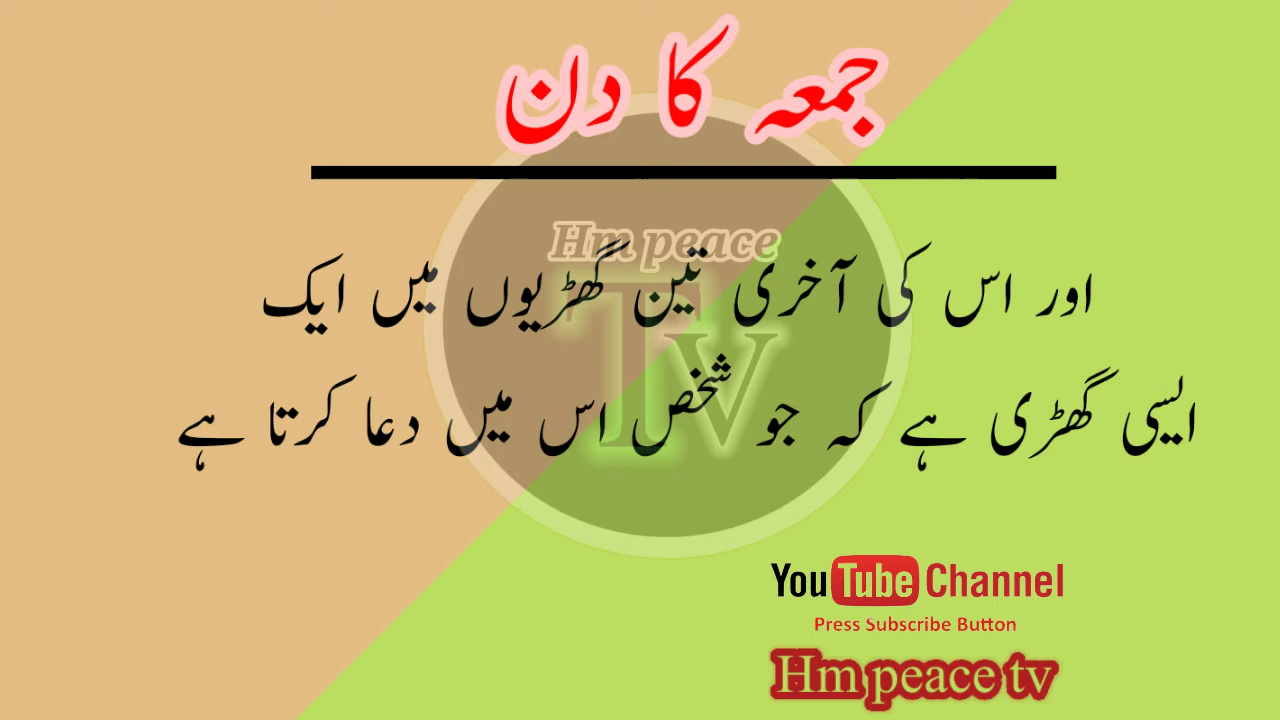 جمعہ کا دن
Hm peace
Tv
اور اس کی آخری تین گھڑیوں میں ایک
ایسی گھڑی ہے کہ جو شخص اس میں دعا کرتا ہے
YouTube Channel
Press Subscribe Button
Hm peace tv